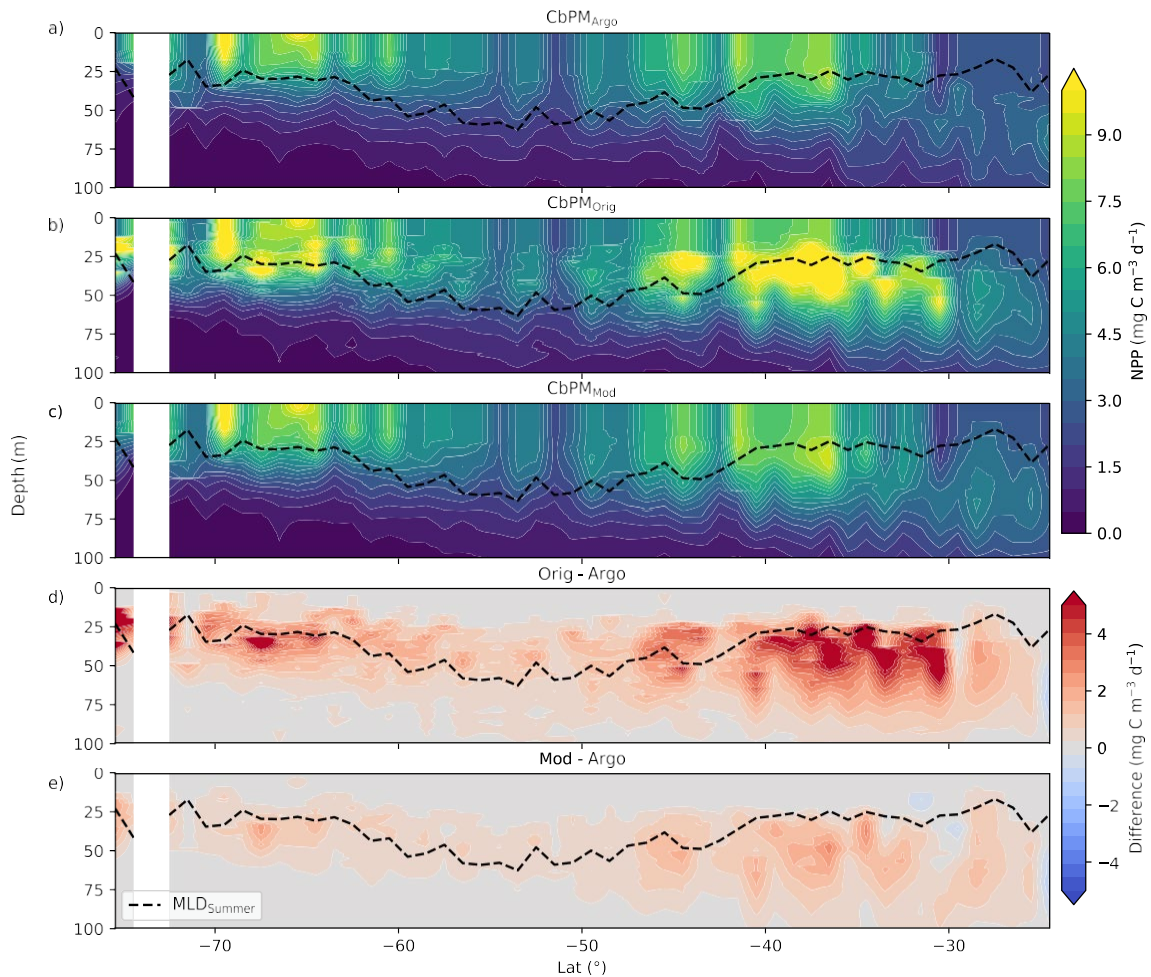 CbPM_Argo
a)
0
25
50
75
100
CbPM_Orig
b)
0
25
50
75
100
CbPM_Mod
c)
0
25
50
75
100
Depth (m)
9.0
7.5
6.0
4.5
3.0
1.5
0.0
NPP (mg C m⁻³ d⁻¹)
Orig - Argo
d)
0
25
50
75
100
Mod - Argo
e)
0
25
50
75
100
4
2
0
−2
−4
Difference (mg C m⁻³ d⁻¹)
MLD_Summer
−70 −60 −50 −40 −30
Lat (°)